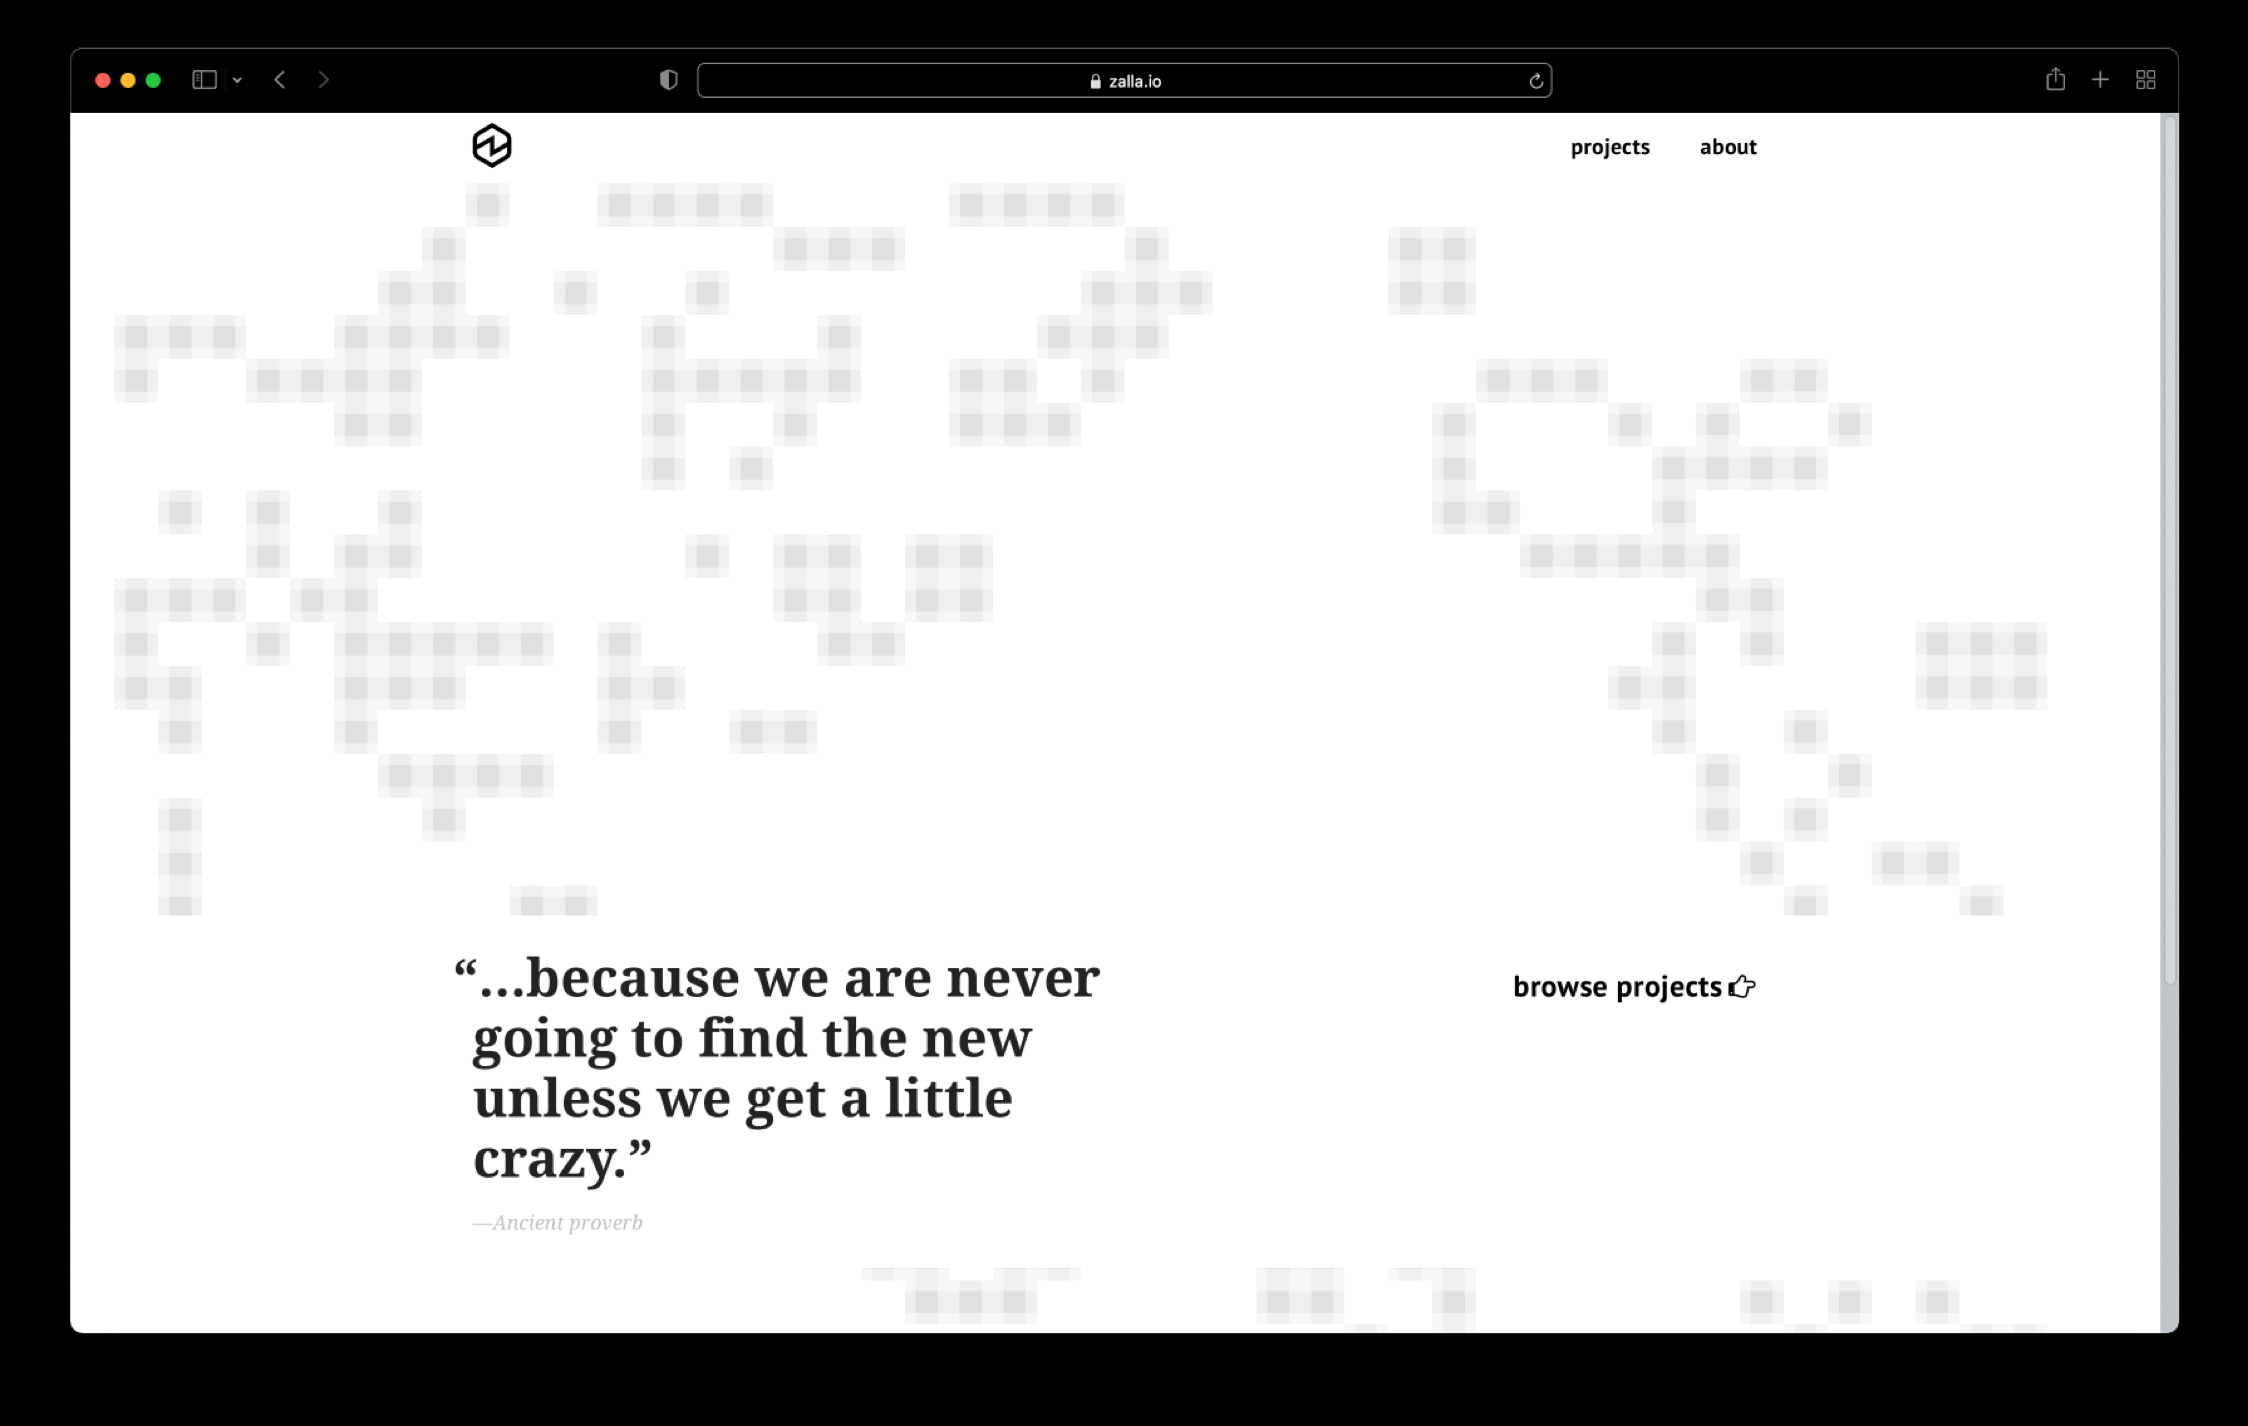 zalla.io
projects about
“...because we are never
going to find the new
unless we get a little
crazy.”
—Ancient proverb
browse projects